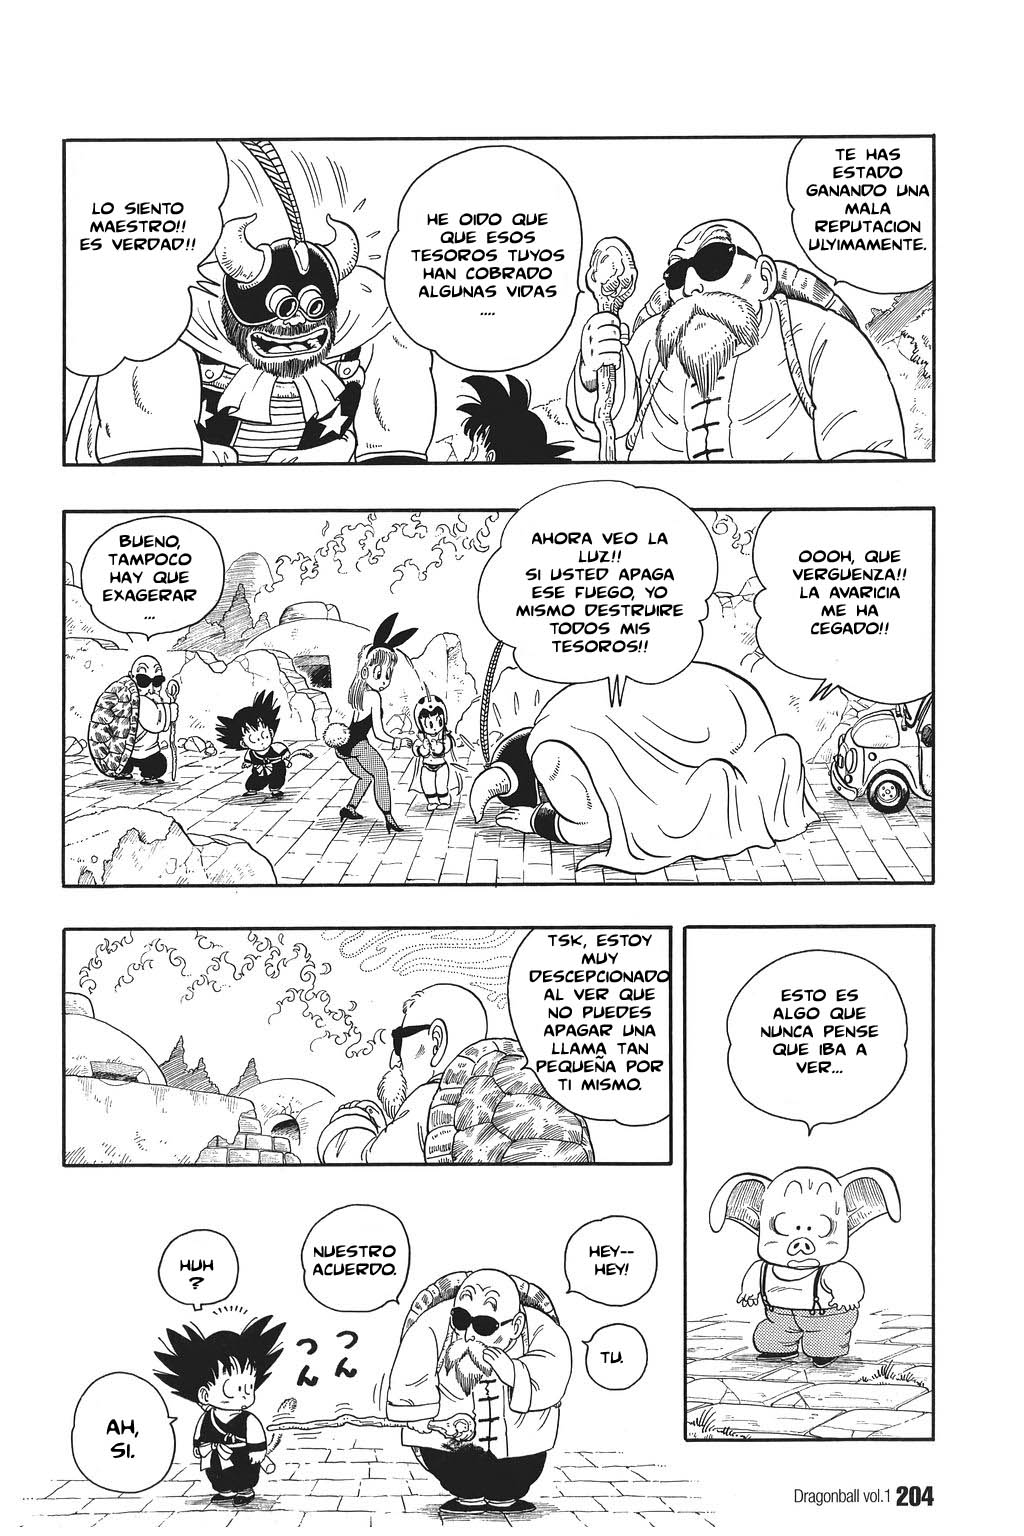 TE HAS
ESTADO
GANANDO UNA
MALA
REPUTACION
ULYIMAMENTE.
HE OIDO QUE
QUE ESOS
TESOROS TUYOS
HAN COBRADO
ALGUNAS VIDAS
....
LO SIENTO
MAESTRO!!
ES VERDAD!!
OOOH, QUE
VERGUENZA!!
LA AVARICIA
ME HA
CEGADO!!
AHORA VEO LA
LUZ!!
SI USTED APAGA
ESE FUEGO, YO
MISMO DESTRUIRE
TODOS MIS
TESOROS!!
BUENO,
TAMPOCO
HAY QUE
EXAGERAR
...
ESTO ES
ALGO QUE
NUNCA PENSE
QUE IBA A
VER...
TSK, ESTOY
MUY
DESCEPCIONADO
AL VER QUE
NO PUEDES
APAGAR UNA
LLAMA TAN
PEQUEÑA POR
TI MISMO.
HEY--
HEY!
TU.
NUESTRO
ACUERDO.
つん
つん
HUH
?
AH,
SI.
Dragonball vol.1 204